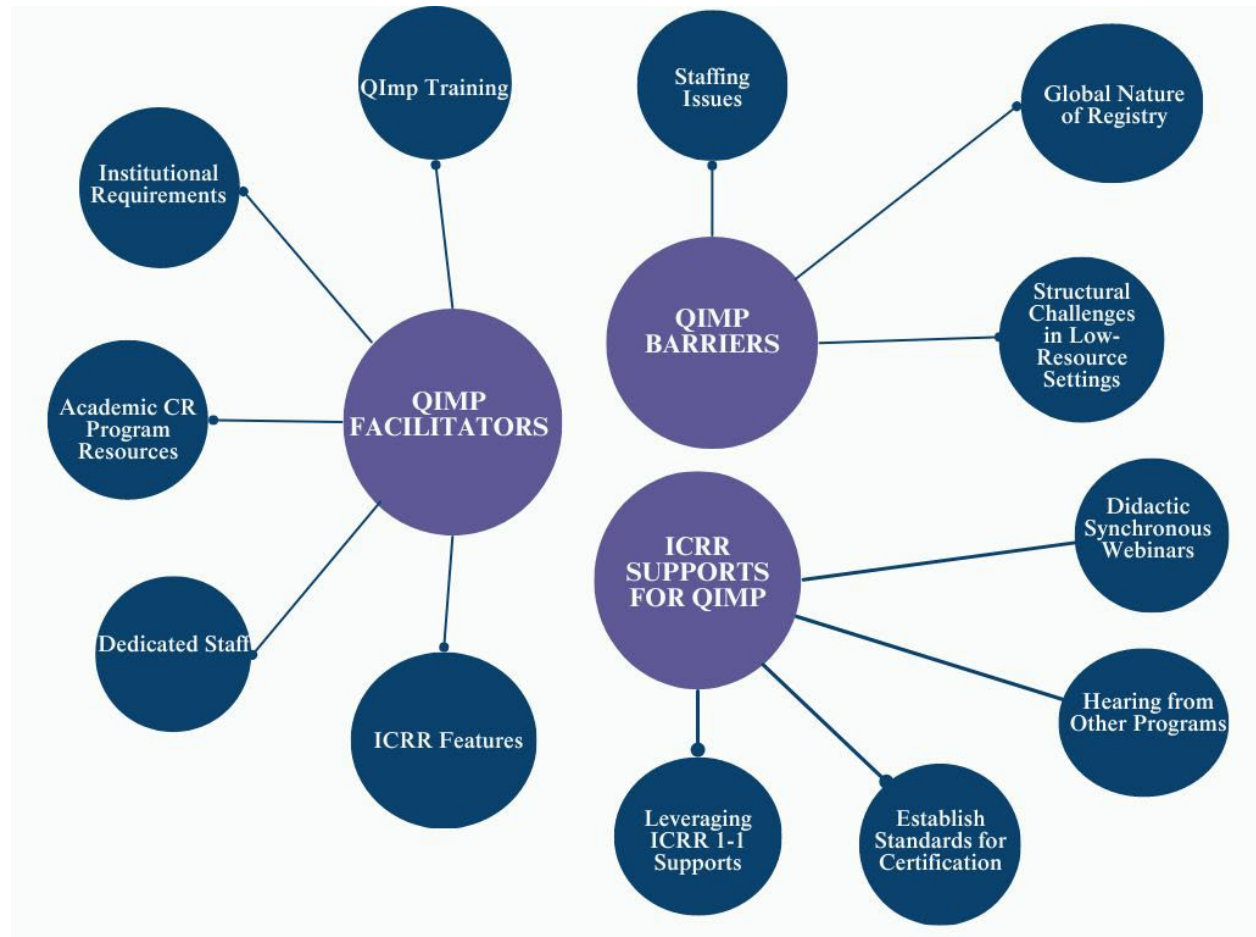 QImp Training
Institutional
Requirements
Academic CR
Program
Resources
QIMP
FACILITATORS
Dedicated Staff
ICRR Features
Staffing
Issues
Global Nature
of Registry
QIMP
BARRIERS
Structural
Challenges
in Low-
Resource
Settings
ICRR
SUPPORTS
FOR QIMP
Didactic
Synchronous
Webinars
Hearing from
Other Programs
Establish
Standards for
Certification
Leveraging
ICRR 1-1
Supports